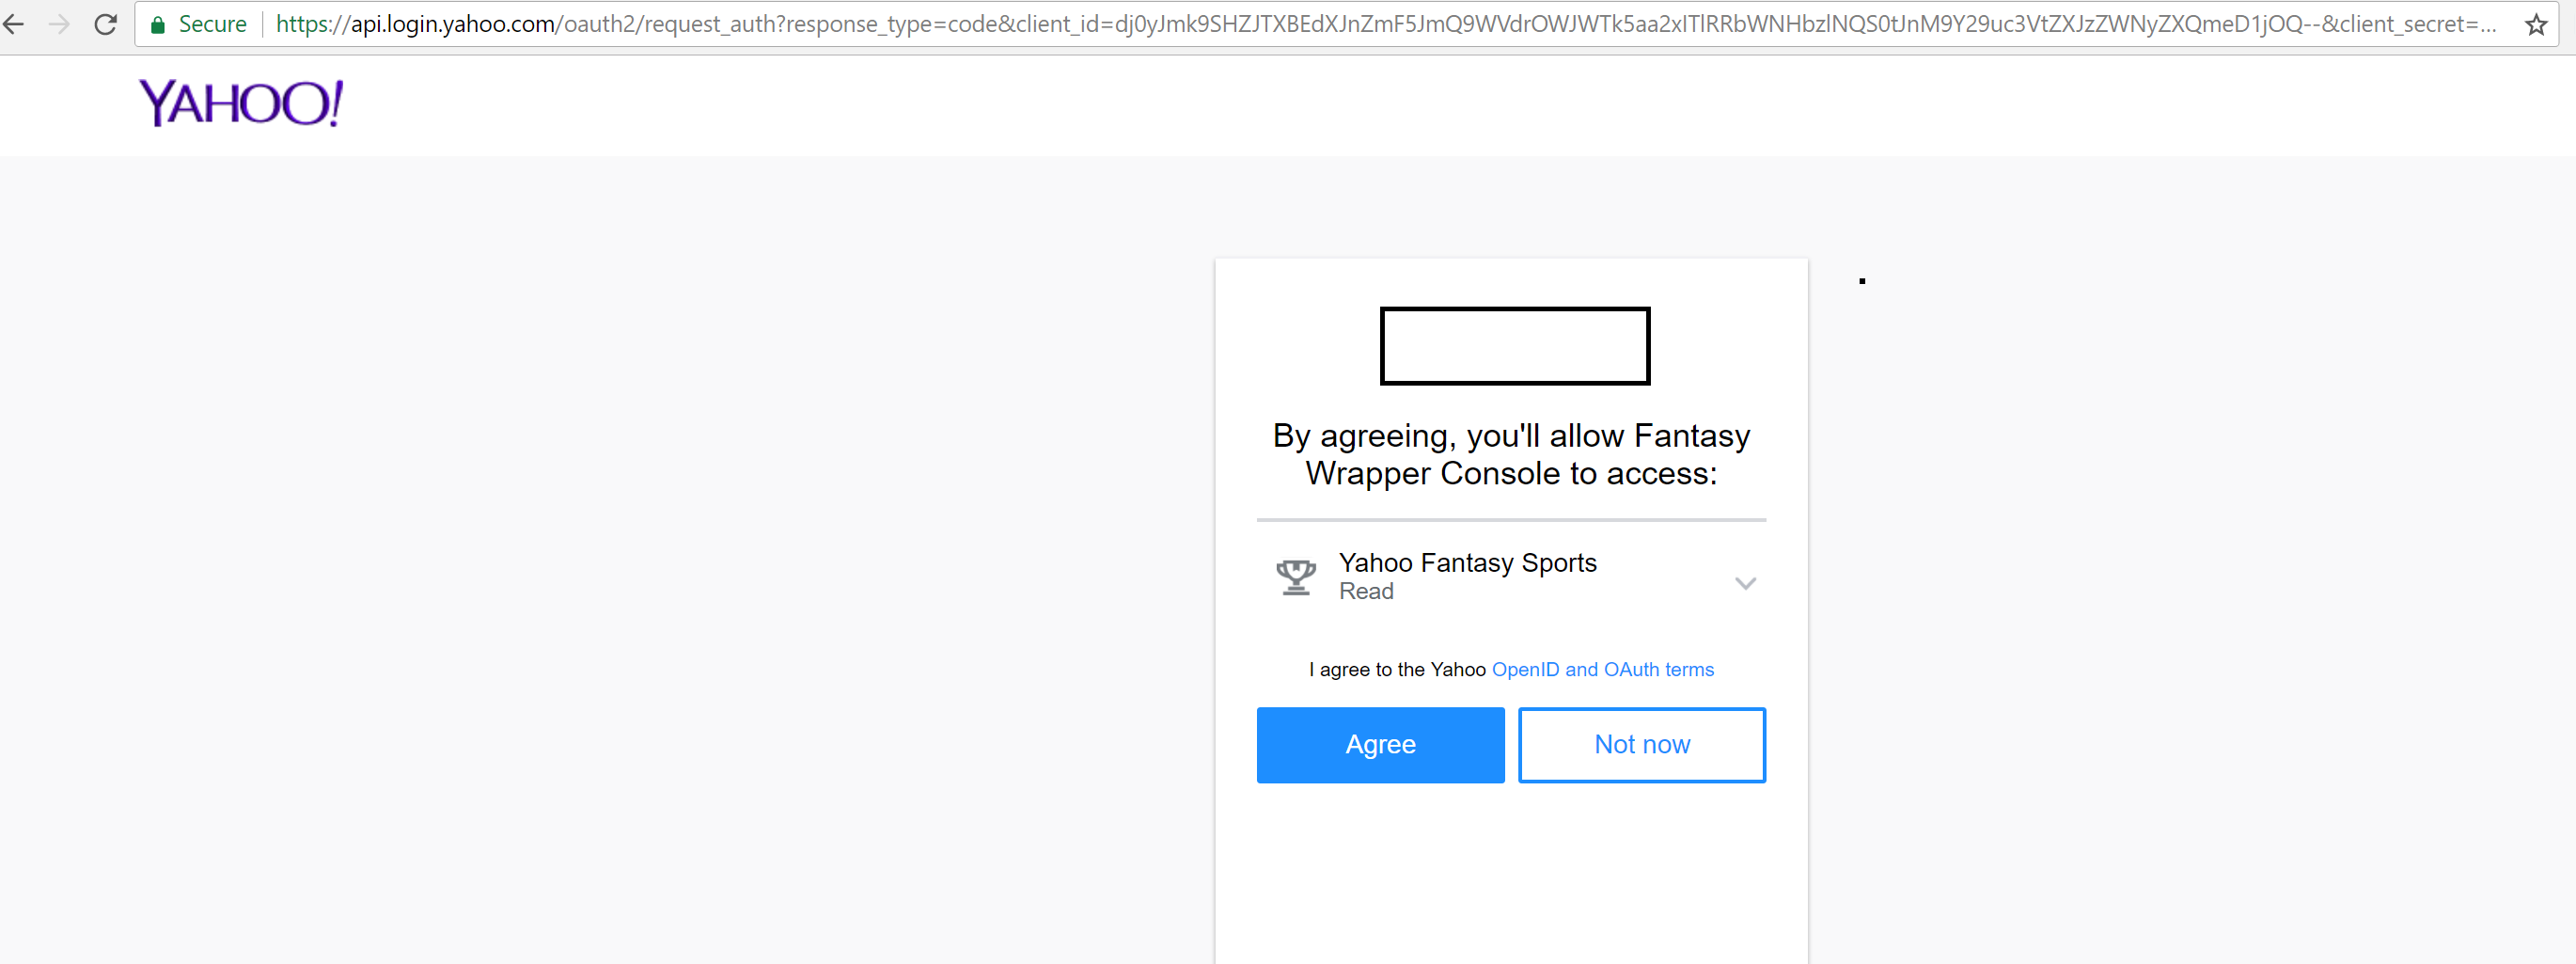 Secure https://api.login.yahoo.com/oauth2/request_auth?response_type=code&client_id=dj0yJmk9SHZJTXBEdXJnZmF5JmQ9WVdrOWJWTk5aa2xITlRRbWNHbzlNQS0tJnM9Y29uc3VtZXJzZWNyZXQmeD1jOQ--&client_secret=...
YAHOO!
By agreeing, you'll allow Fantasy
Wrapper Console to access:
Yahoo Fantasy Sports
Read
I agree to the Yahoo OpenID and OAuth terms
Agree Not now